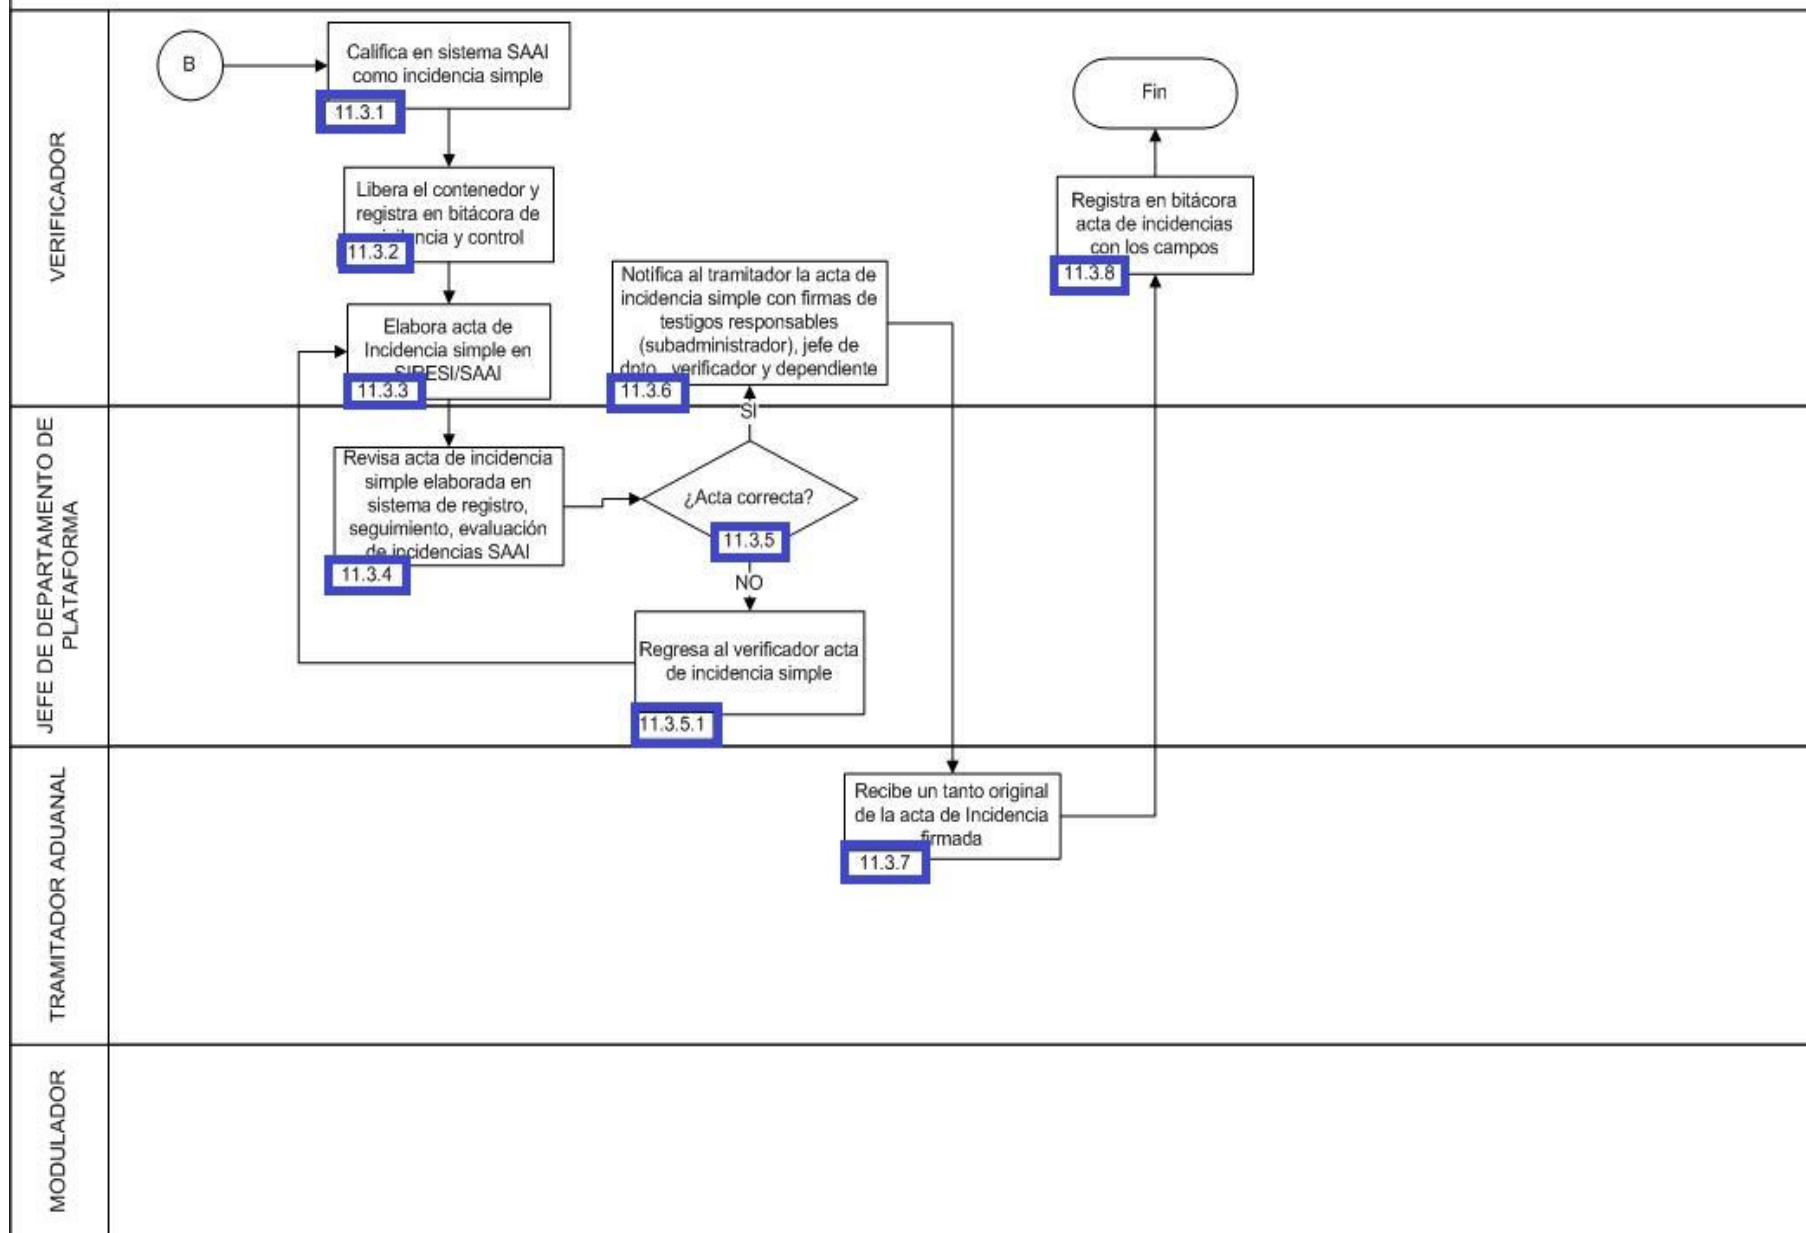 VERIFICADOR
B
Califica en sistema SAAI
como incidencia simple
11.3.1
Libera el contenedor y
registra en bitácora de
y control
11.3.2
Elabora acta de
Incidencia simple en
SIRESI/SAAI
11.3.3
Notifica al tramitador la acta de
incidencia simple con firmas de
testigos responsables
(subadministrador), jefe de
dpto., verificador y dependiente
11.3.6
SI
Fin
Registra en bitácora
acta de incidencias
con los campos
11.3.8
JEFE DE DEPARTAMENTO DE
PLATAFORMA
Revisa acta de incidencia
simple elaborada en
sistema de registro,
seguimiento, evaluación
de incidencias SAAI
11.3.4
¿Acta correcta?
11.3.5
NO
Regresa al verificador acta
de incidencia simple
11.3.5.1
TRAMITADOR ADUANAL
Recibe un tanto original
de la acta de Incidencia
firmada
11.3.7
MODULADOR